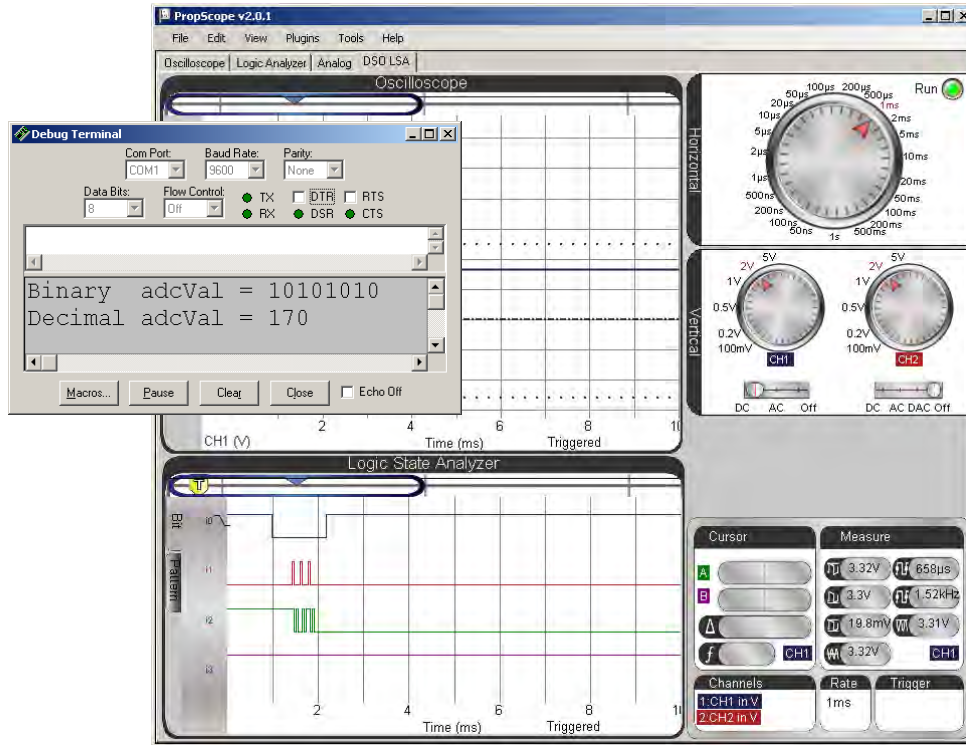 PropScope v2.0.1
File Edit View Plugins Tools Help
Oscilloscope Logic Analyzer Analog DSO LSA
Oscilloscope
Debug Terminal
Com Port: Baud Rate: Parity:
COM1 9600 None
Data Bits: Flow Control:
8 Off
TX DTR RTS
RX DSR CTS
Binary adcVal = 10101010
Decimal adcVal = 170
Macros... Pause Clear Close Echo Off
CH1 (V) 2 4 6 8 10
Time (ms) Triggered
Horizontal
Run
50ns 100ns 200ns 500ns 1µs 2µs 5µs 10µs 20µs 50µs 100µs 200µs 500µs 1ms 2ms 5ms 10ms 20ms 50ms 100ms 200ms 500ms 1s
Vertical
100mV 0.2V 0.5V 1V 2V 5V
CH1
DC AC Off
100mV 0.2V 0.5V 1V 2V 5V
CH2
DC AC DAC Off
Logic State Analyzer
T
Bit
Pattern
i0
i1
i2
i3
2 4 6 8 1
Time (ms) Triggered
Cursor
A
B
Δ
f CH1
Measure
3.32V 658µs
3.3V 1.52kHz
19.8mV 3.31V
3.32V CH1
Channels
1:CH1 in V
2:CH2 in V
Rate
1ms
Trigger